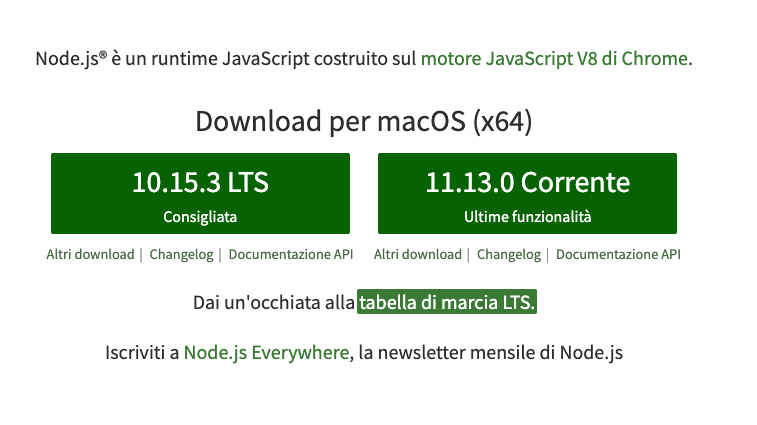 Node.js® è un runtime JavaScript costruito sul motore JavaScript V8 di Chrome.
Download per macOS (x64)
10.15.3 LTS
Consigliata
11.13.0 Corrente
Ultime funzionalità
Altri download | Changelog | Documentazione API
Altri download | Changelog | Documentazione API
Dai un'occhiata alla tabella di marcia LTS.
Iscriviti a Node.js Everywhere, la newsletter mensile di Node.js